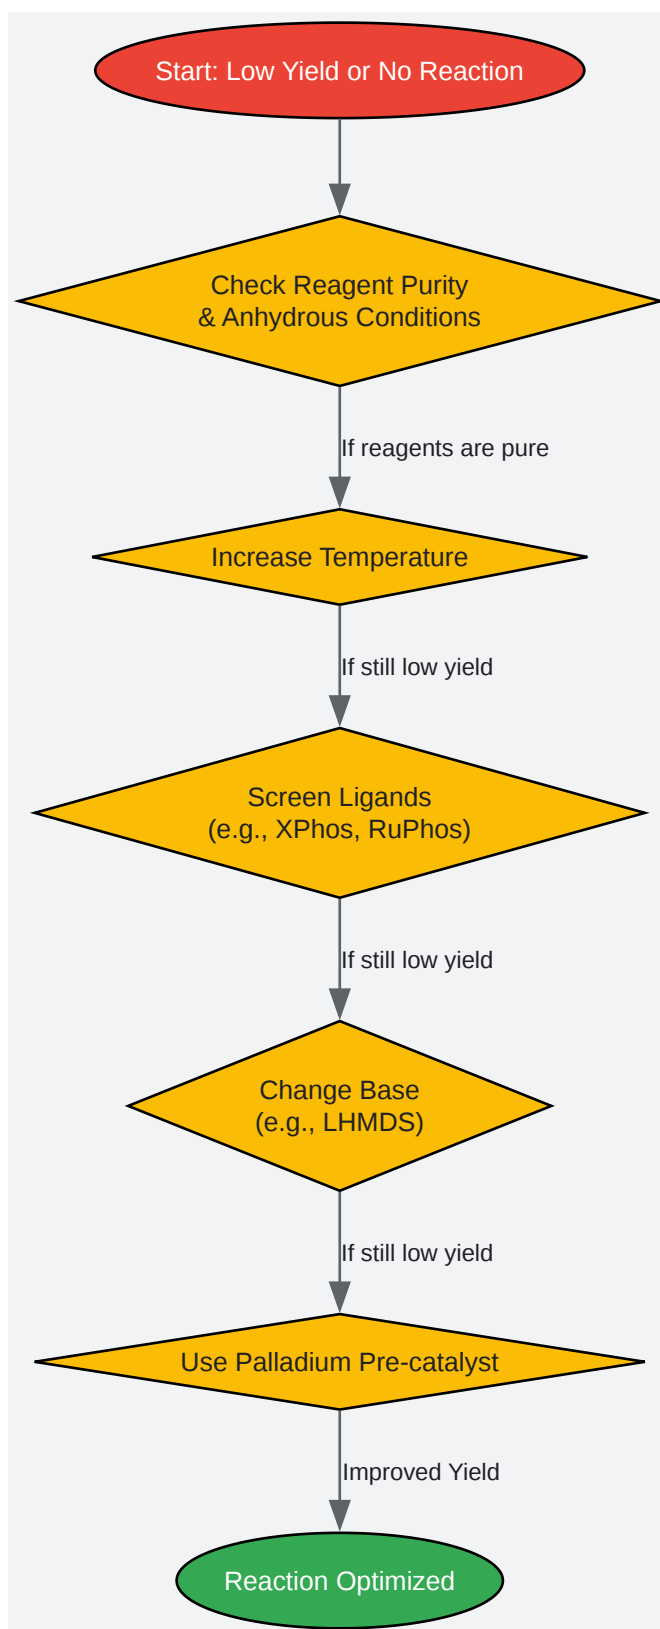 Start: Low Yield or No Reaction
Check Reagent Purity
& Anhydrous Conditions
If reagents are pure
Increase Temperature
If still low yield
Screen Ligands
(e.g., XPhos, RuPhos)
If still low yield
Change Base
(e.g., LHMDS)
If still low yield
Use Palladium Pre-catalyst
Improved Yield
Reaction Optimized